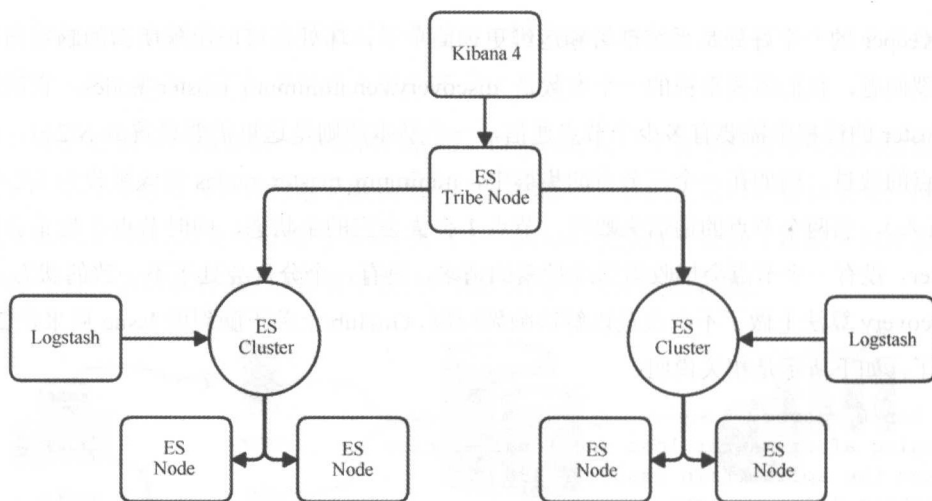 Kibana 4
ES
Tribe Node
Logstash
ES
Cluster
ES
Cluster
Logstash
ES
Node
ES
Node
ES
Node
ES
Node